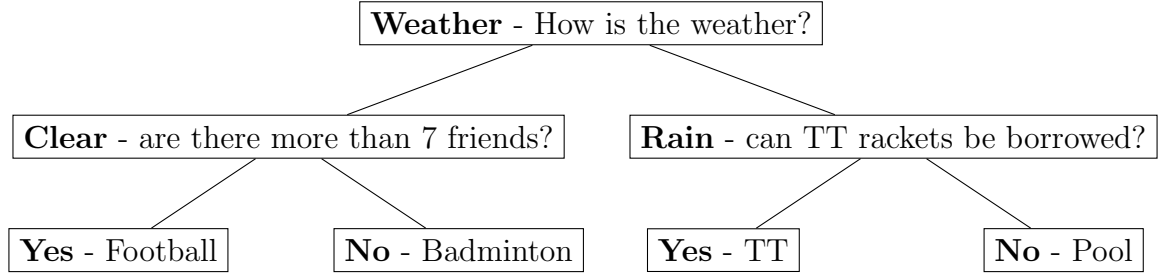 Weather - How is the weather?
Clear - are there more than 7 friends?
Rain - can TT rackets be borrowed?
Yes - Football
No - Badminton
Yes - TT
No - Pool